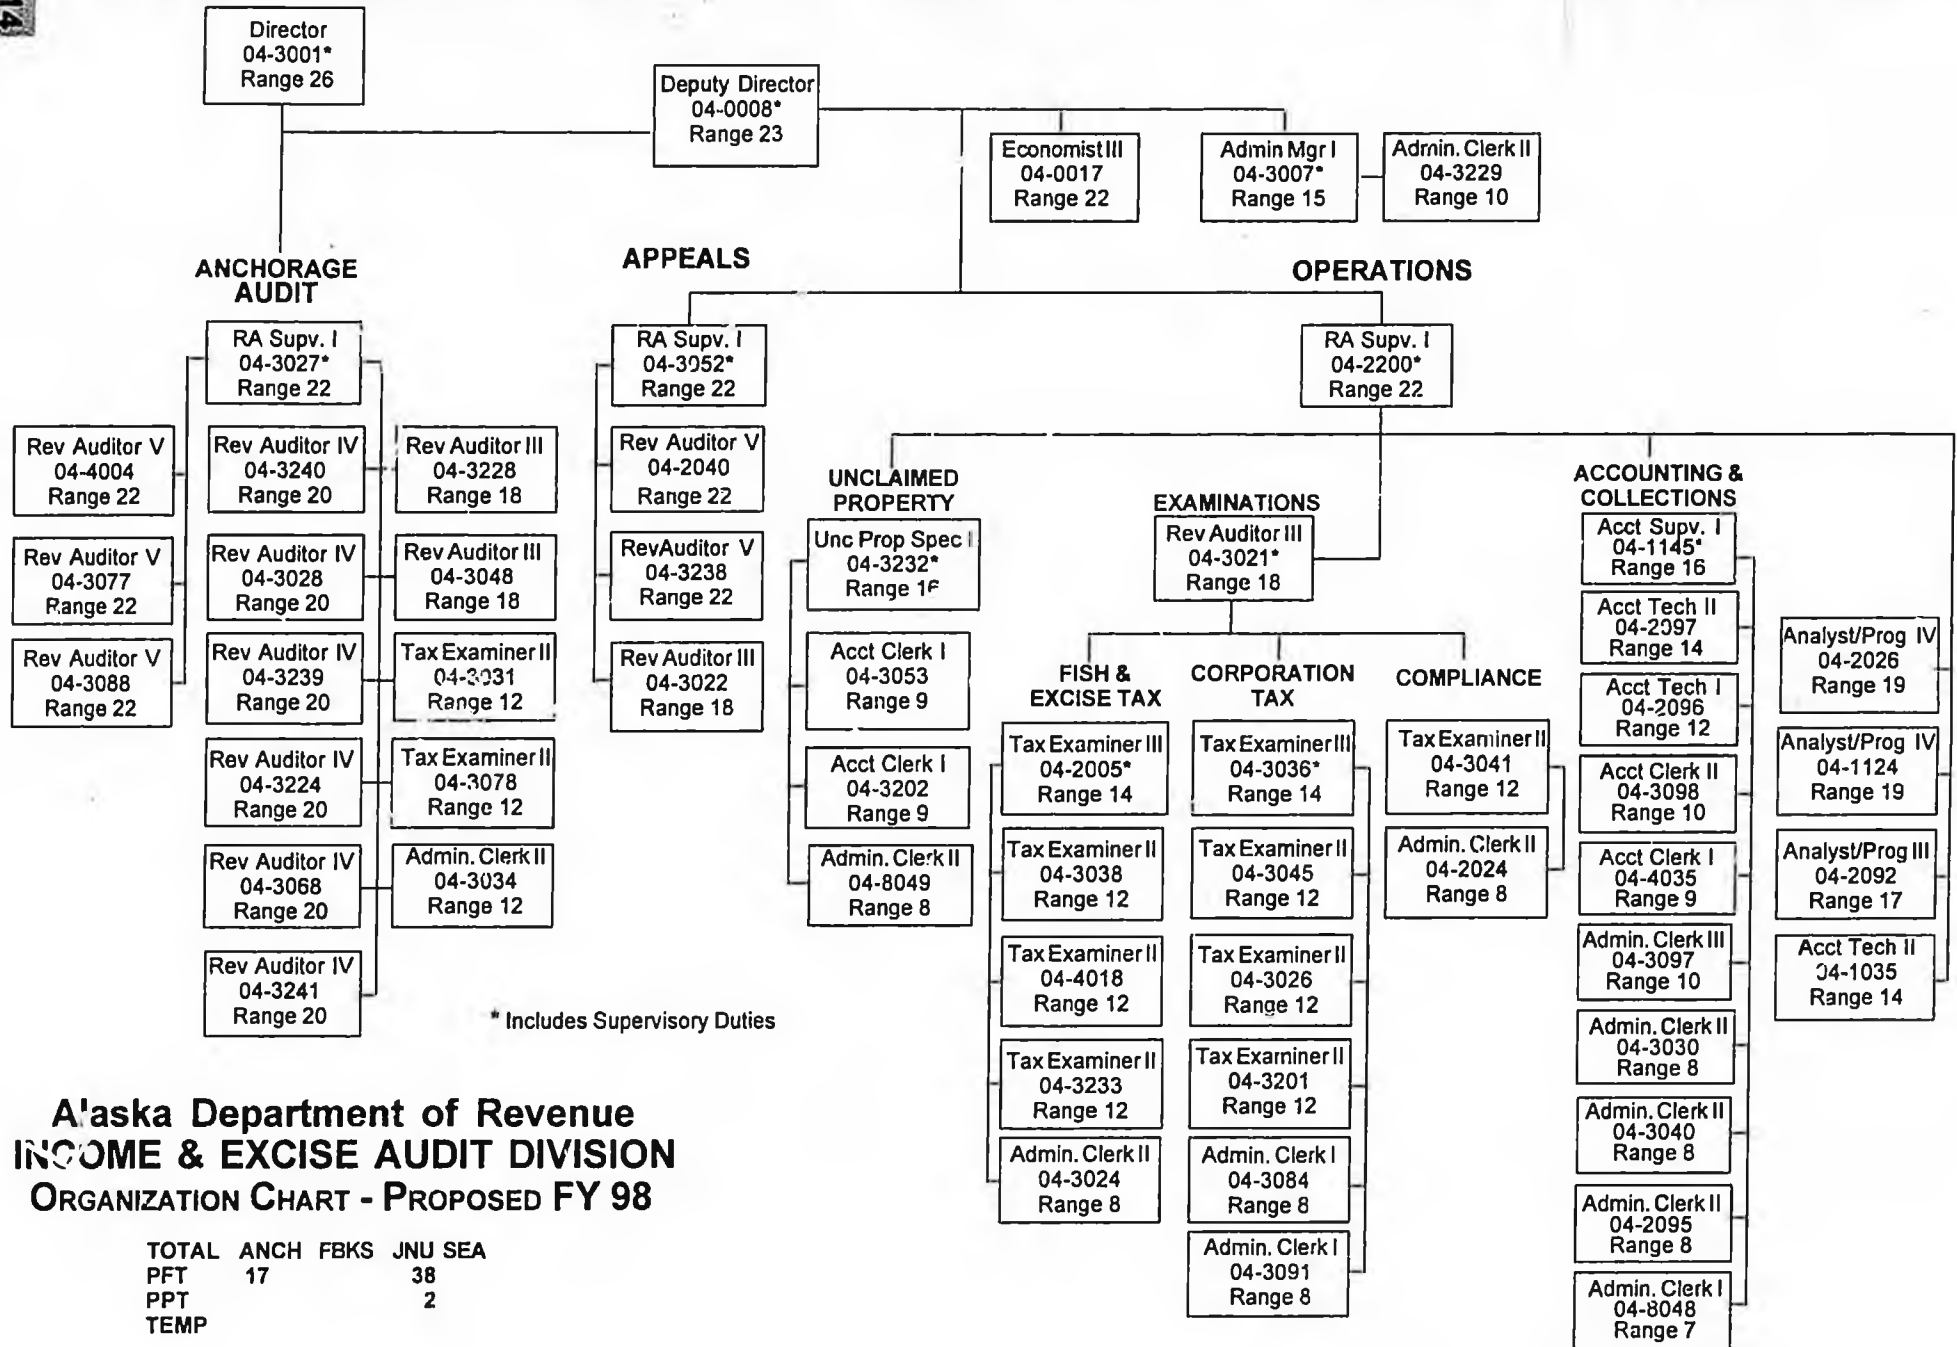 14
Director
04-3001*
Range 26
Deputy Director
04-0008*
Range 23
Economist III
04-0017
Range 22
Admin Mgr I
04-3007*
Range 15
Admin. Clerk II
04-3229
Range 10
ANCHORAGE
AUDIT
APPEALS
OPERATIONS
RA Supv. I
04-3027*
Range 22
Rev Auditor V
04-4004
Range 22
Rev Auditor V
04-3077
Range 22
Rev Auditor V
04-3088
Range 22
Rev Auditor IV
04-3240
Range 20
Rev Auditor IV
04-3028
Range 20
Rev Auditor IV
04-3239
Range 20
Rev Auditor IV
04-3224
Range 20
Rev Auditor IV
04-3068
Range 20
Rev Auditor IV
04-3241
Range 20
Rev Auditor III
04-3228
Range 18
Rev Auditor III
04-3048
Range 18
Tax Examiner II
04-3031
Range 12
Tax Examiner II
04-3078
Range 12
Admin. Clerk II
04-3034
Range 12
RA Supv. I
04-3052*
Range 22
Rev Auditor V
04-2040
Range 22
RevAuditor V
04-3238
Range 22
Rev Auditor III
04-3022
Range 18
RA Supv. I
04-2200*
Range 22
UNCLAIMED
PROPERTY
Unc Prop Spec I
04-3232*
Range 16
Acct Clerk I
04-3053
Range 9
Acct Clerk I
04-3202
Range 9
Admin. Clerk II
04-8049
Range 8
EXAMINATIONS
Rev Auditor III
04-3021*
Range 18
FISH &
EXCISE TAX
Tax Examiner III
04-2005*
Range 14
Tax Examiner II
04-3038
Range 12
Tax Examiner II
04-4018
Range 12
Tax Examiner II
04-3233
Range 12
Admin. Clerk II
04-3024
Range 8
CORPORATION
TAX
Tax Examiner III
04-3036*
Range 14
Tax Examiner II
04-3045
Range 12
Tax Examiner II
04-3026
Range 12
Tax Examiner II
04-3201
Range 12
Admin. Clerk I
04-3084
Range 8
Admin. Clerk I
04-3091
Range 8
COMPLIANCE
Tax Examiner II
04-3041
Range 12
Admin. Clerk II
04-2024
Range 8
ACCOUNTING &
COLLECTIONS
Acct Supv. I
04-1145*
Range 16
Acct Tech II
04-2097
Range 14
Acct Tech I
04-2096
Range 12
Acct Clerk II
04-3098
Range 10
Acct Clerk I
04-4035
Range 9
Admin. Clerk III
04-3097
Range 10
Admin. Clerk II
04-3030
Range 8
Admin. Clerk II
04-3040
Range 8
Admin. Clerk II
04-2095
Range 8
Admin. Clerk I
04-8048
Range 7
Analyst/Prog IV
04-2026
Range 19
Analyst/Prog IV
04-1124
Range 19
Analyst/Prog III
04-2092
Range 17
Acct Tech II
04-1035
Range 14
* Includes Supervisory Duties
Alaska Department of Revenue
INCOME & EXCISE AUDIT DIVISION
ORGANIZATION CHART - PROPOSED FY 98
TOTAL ANCH FBKS JNU SEA
PFT 17 38
PPT 2
TEMP